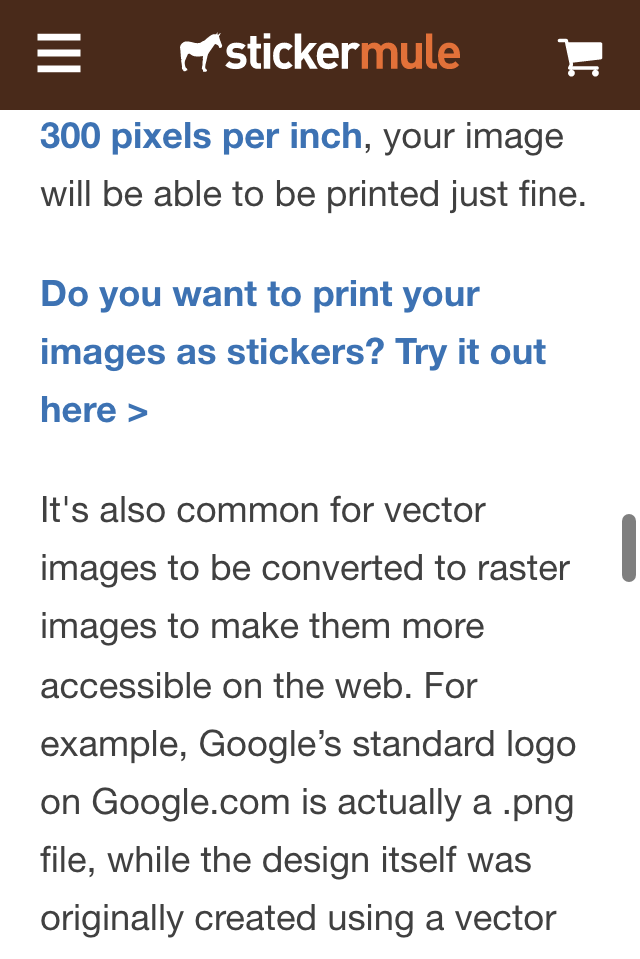 stickermule
300 pixels per inch, your image
will be able to be printed just fine.
Do you want to print your
images as stickers? Try it out
here >
It's also common for vector
images to be converted to raster
images to make them more
accessible on the web. For
example, Google’s standard logo
on Google.com is actually a .png
file, while the design itself was
originally created using a vector